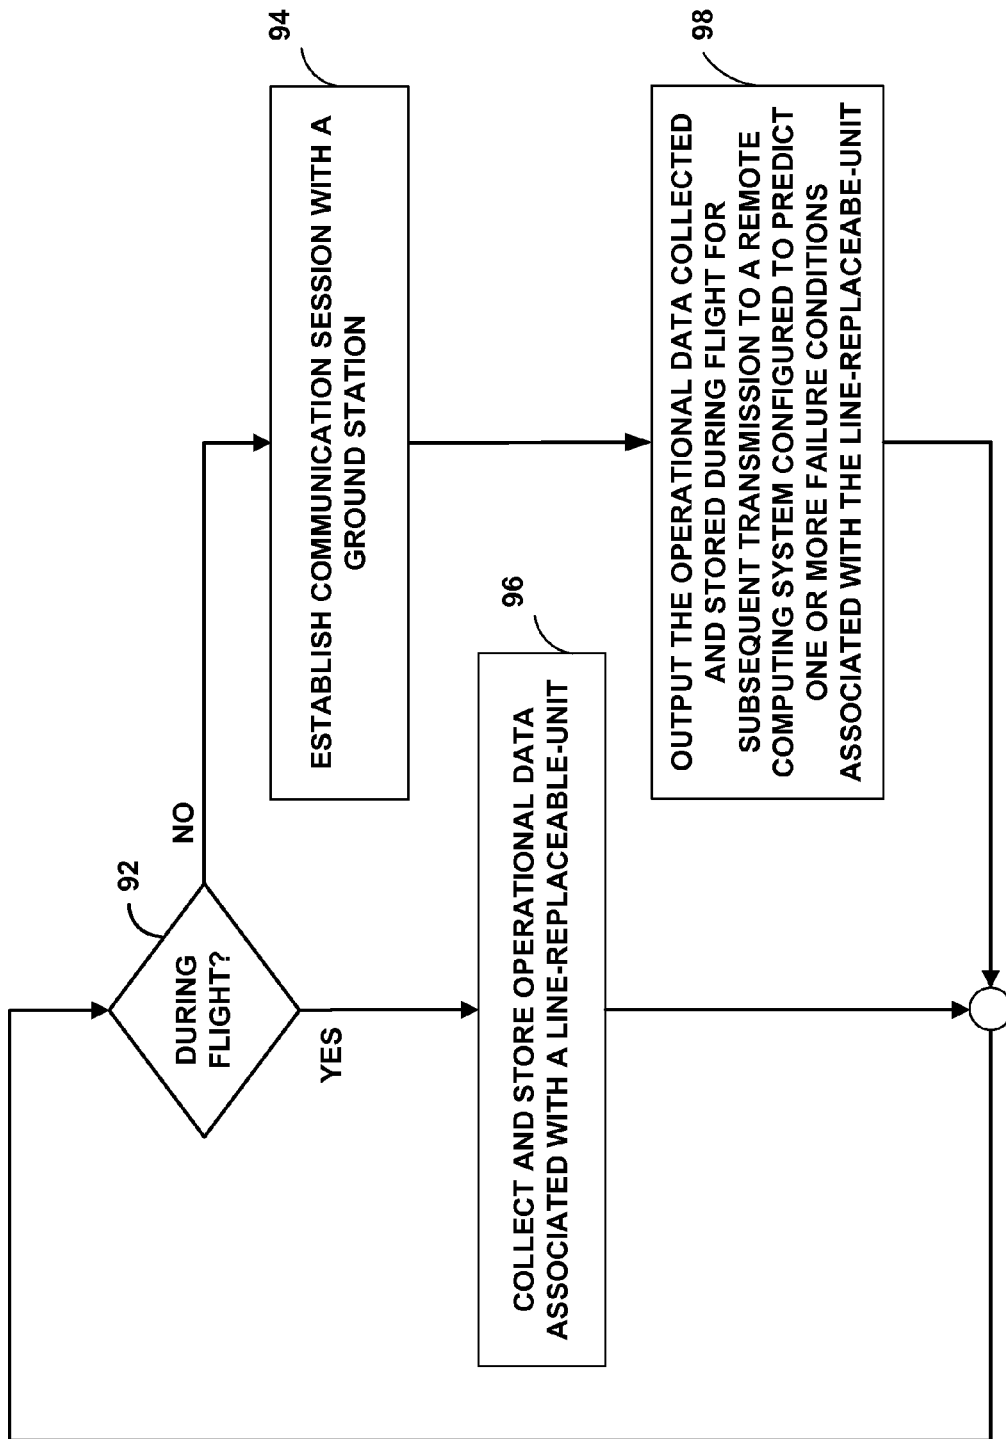 92
DURING
FLIGHT?
NO
YES
94
ESTABLISH COMMUNICATION SESSION WITH A
GROUND STATION
96
COLLECT AND STORE OPERATIONAL DATA
ASSOCIATED WITH A LINE-REPLACEABLE-UNIT
98
OUTPUT THE OPERATIONAL DATA COLLECTED
AND STORED DURING FLIGHT FOR
SUBSEQUENT TRANSMISSION TO A REMOTE
COMPUTING SYSTEM CONFIGURED TO PREDICT
ONE OR MORE FAILURE CONDITIONS
ASSOCIATED WITH THE LINE-REPLACEABE-UNIT